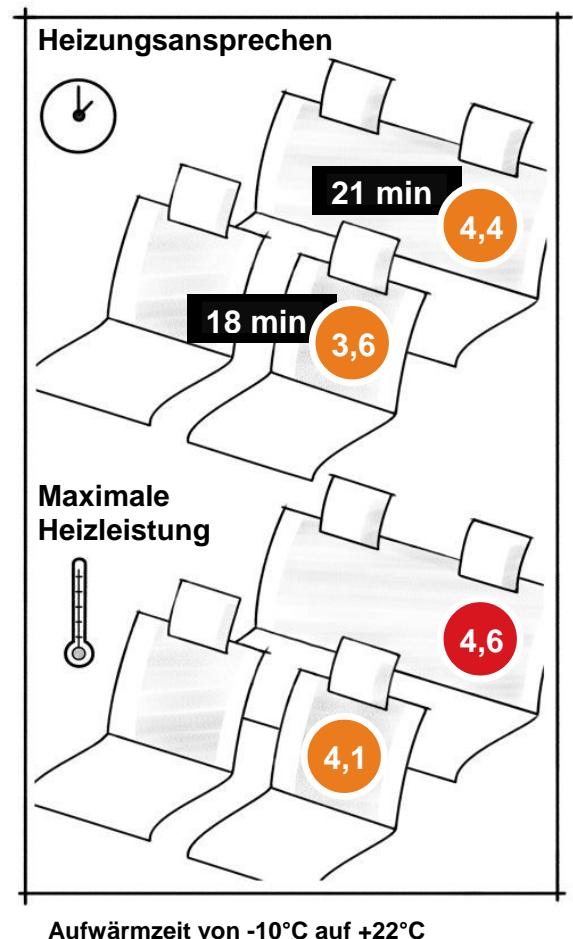 Heizungsansprechen
21 min
4,4
18 min
3,6
Maximale
Heizleistung
4,6
4,1
Aufwärmzeit von -10°C auf +22°C